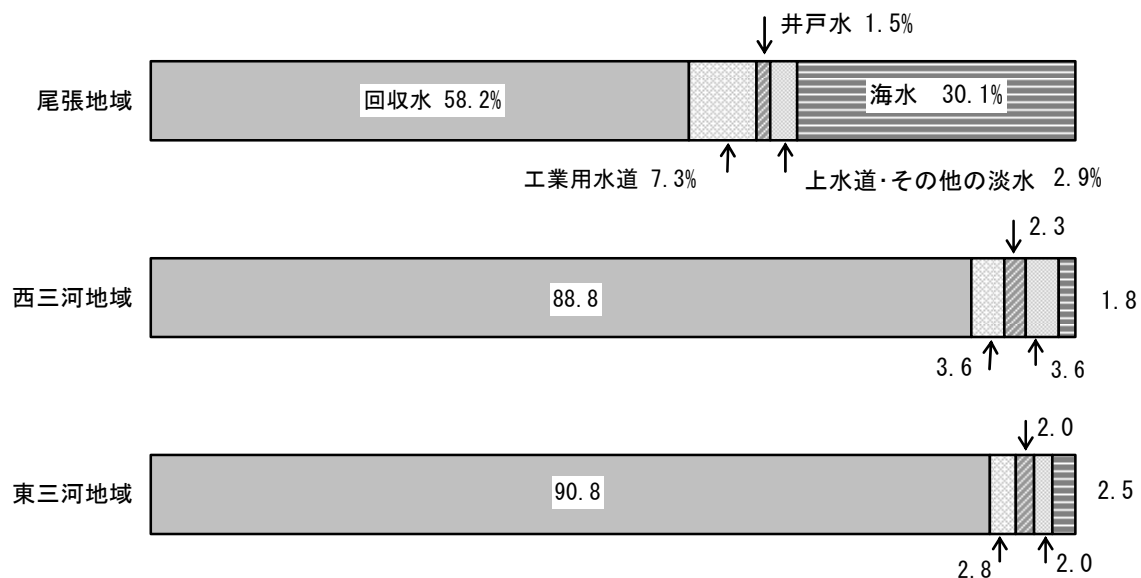 井戸水 1.5%
尾張地域
回収水 58.2%
海水 30.1%
工業用水道 7.3%
上水道・その他の淡水 2.9%
2.3
西三河地域
88.8
1.8
3.6
3.6
2.0
東三河地域
90.8
2.5
2.8
2.0